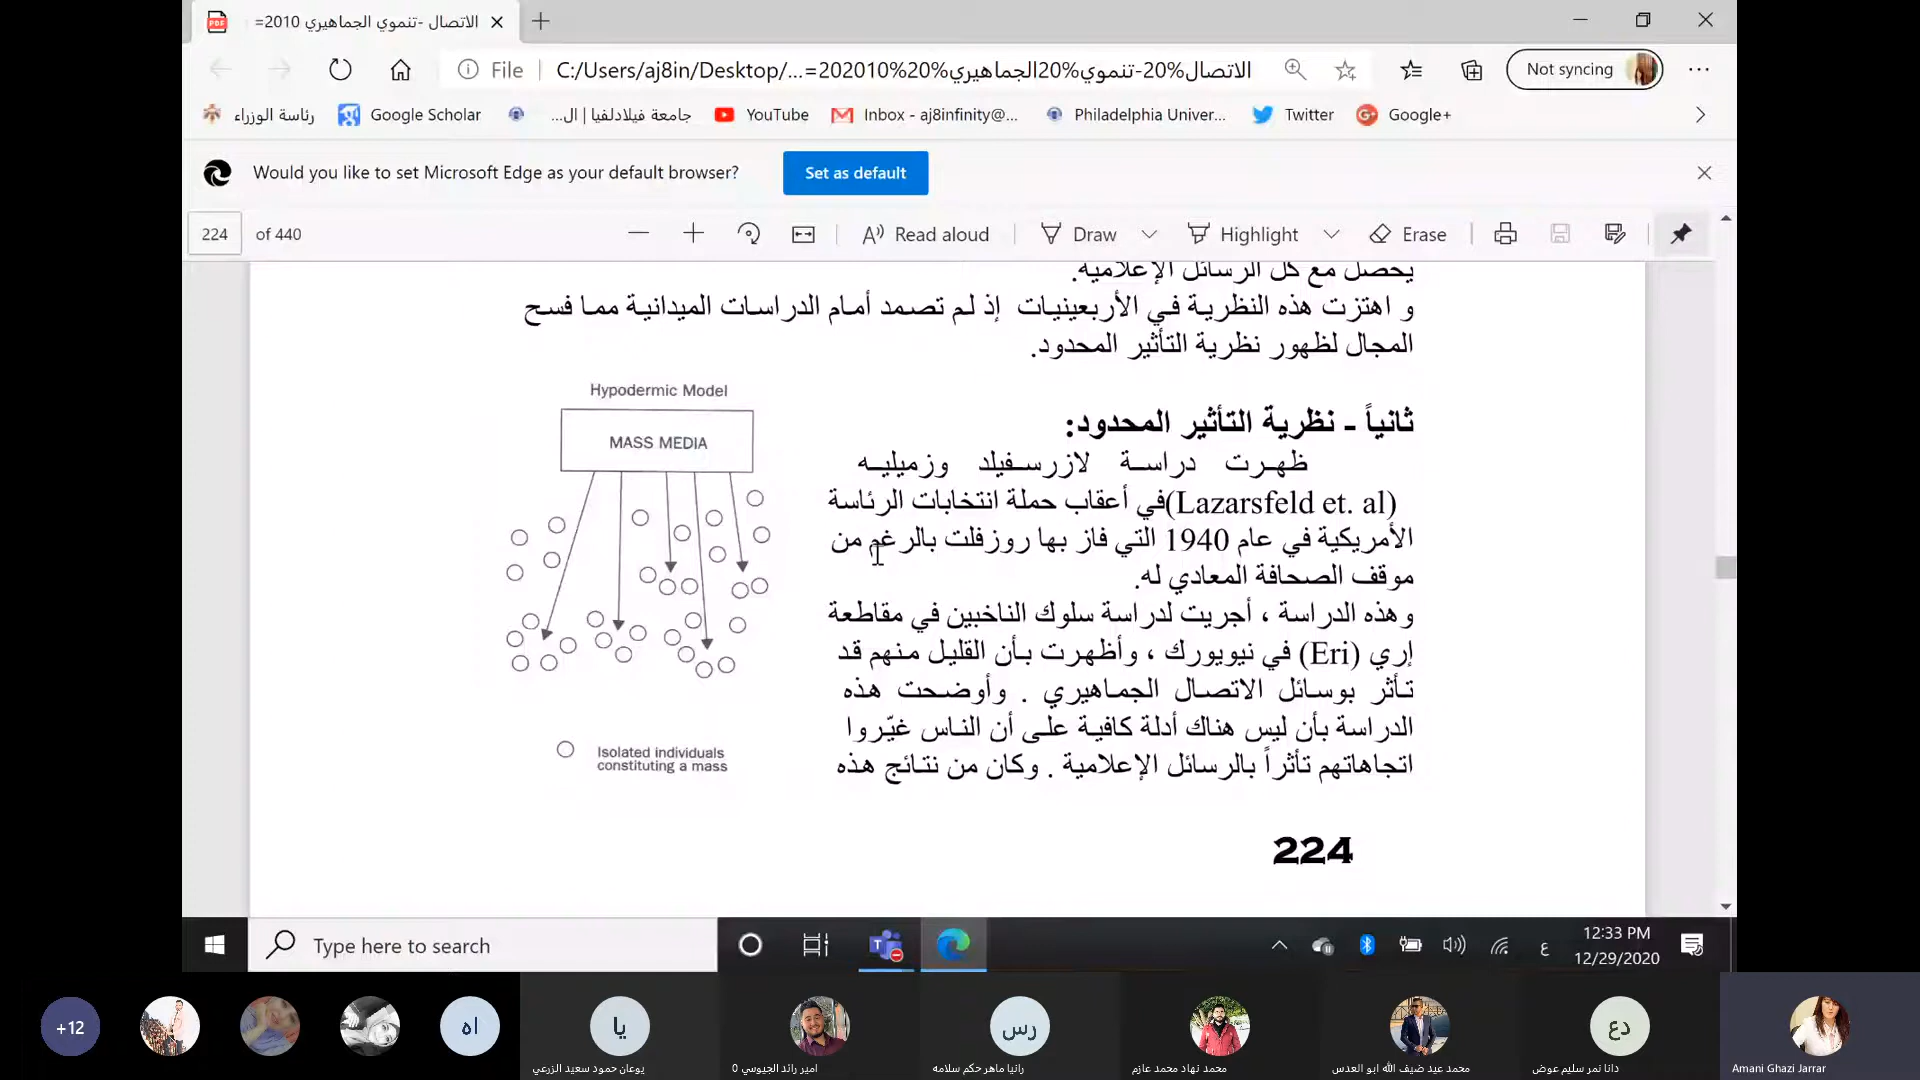 الاتصال -تنموي الجماهيري 2010=
File
C:/Users/aj8in/Desktop/...=202010%20الجماهيري%20تنموي-%20الاتصال
Not syncing
رئاسة الوزراء
Google Scholar
جامعة فيلادلفيا | ال...
YouTube
Inbox - aj8infinity@...
Philadelphia Univer...
Twitter
Google+
Would you like to set Microsoft Edge as your default browser?
Set as default
224 of 440
Read aloud
Draw
Highlight
Erase
يحصل مع كل الرسائل الإعلامية.
و اهتزت هذه النظرية في الأربعينيات إذ لم تصمد أمام الدراسات الميدانية مما فسح
المجال لظهور نظرية التأثير المحدود.
ثانياً - نظرية التأثير المحدود:
ظهرت دراسة لازرسفيلد وزميليه
(Lazarsfeld et. al)في أعقاب حملة انتخابات الرئاسة
الأمريكية في عام 1940 التي فاز بها روزفلت بالرغم من
موقف الصحافة المعادي له.
وهذه الدراسة ، أجريت لدراسة سلوك الناخبين في مقاطعة
إري (Eri) في نيويورك ، وأظهرت بأن القليل منهم قد
تأثر بوسائل الاتصال الجماهيري . وأوضحت هذه
الدراسة بأن ليس هناك أدلة كافية على أن الناس غيّروا
اتجاهاتهم تأثراً بالرسائل الإعلامية . وكان من نتائج هذه
Hypodermic Model
MASS MEDIA
Isolated individuals
constituting a mass
224
Type here to search
ع
12:33 PM
12/29/2020
+12
اه
يا
يوعان حمود سعيد الزرعي
امير رائد الجيوسي 0
رس
رانيا ماهر حكم سلامه
محمد نهاد محمد عازم
محمد عيد ضيف الله ابو العدس
دع
دانا نمر سليم عوض
Amani Ghazi Jarrar